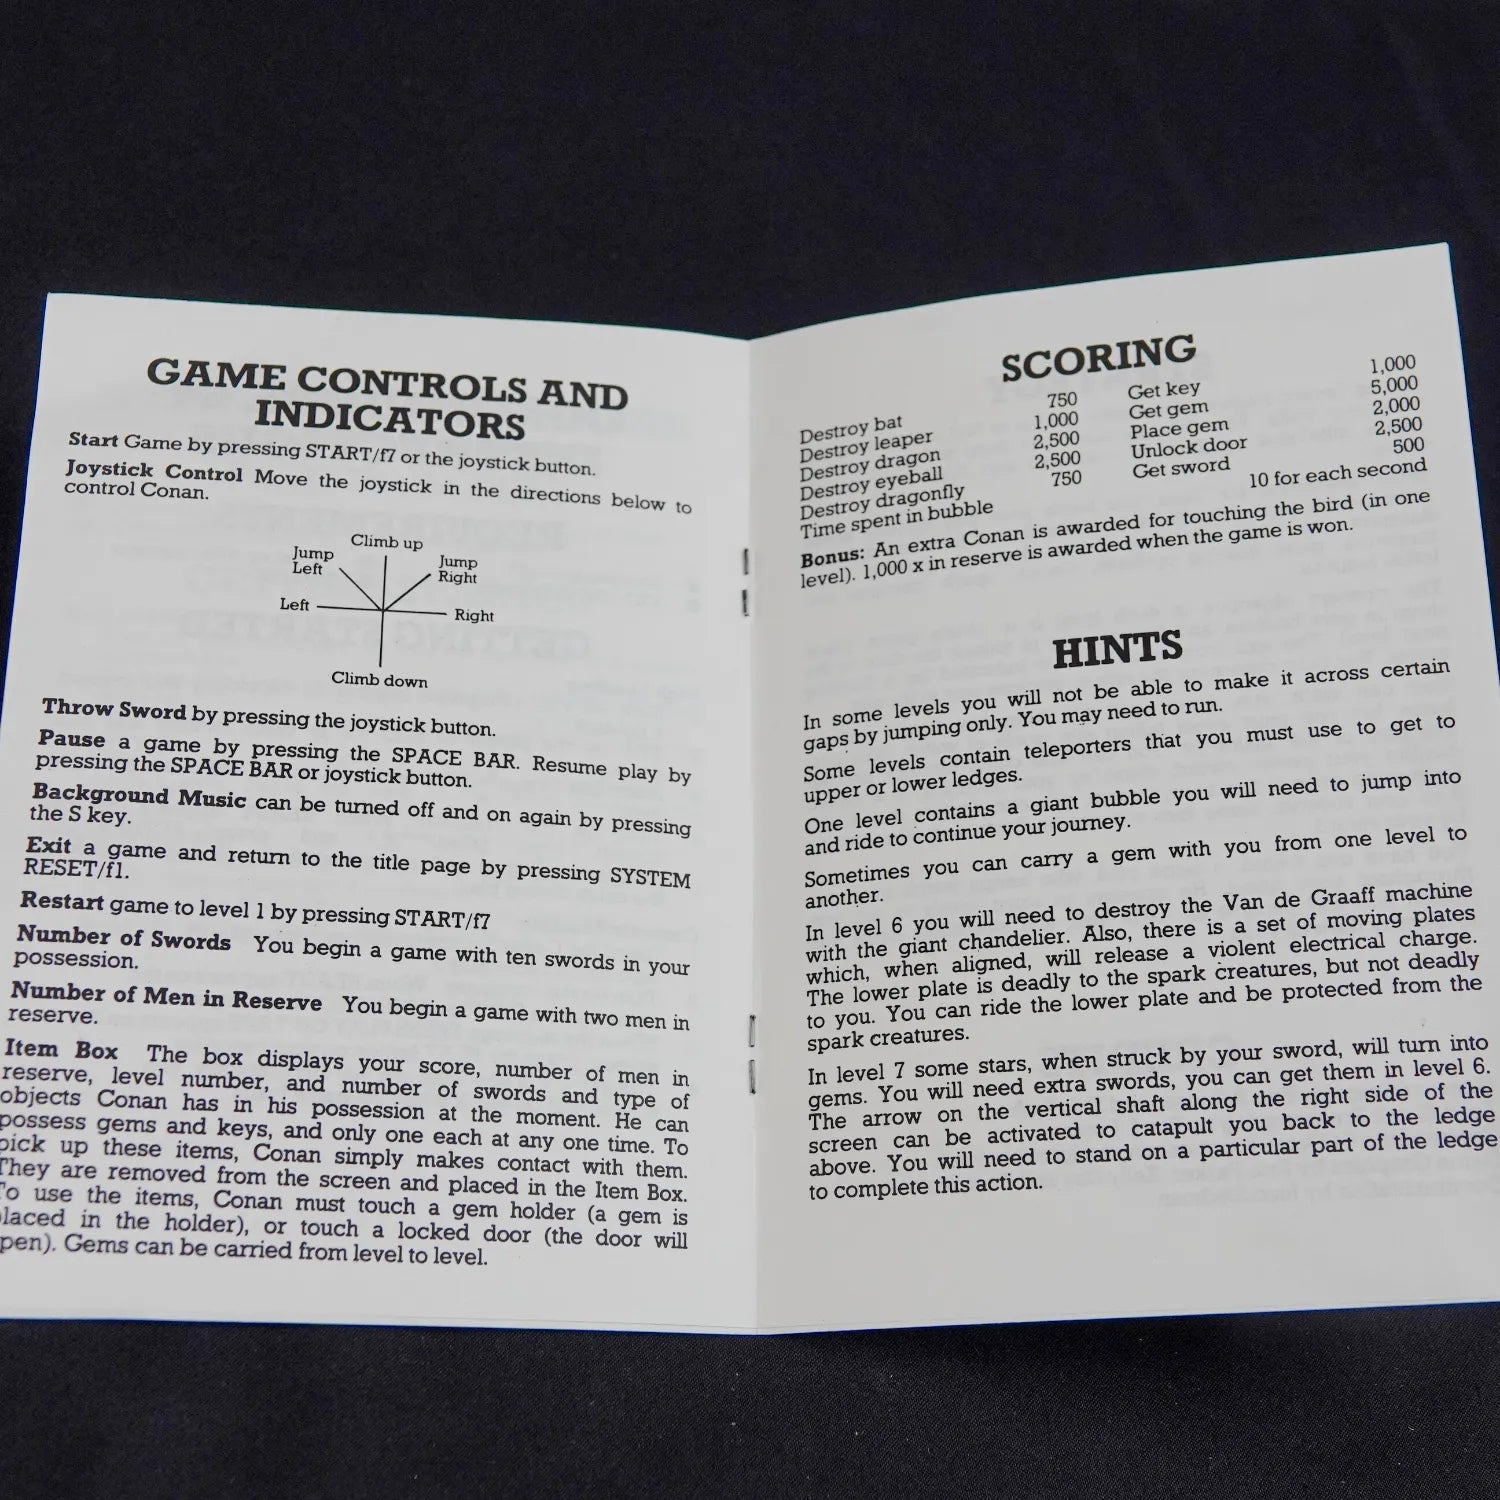 GAME CONTROLS AND
INDICATORS
Start Game by pressing START/f7 or the joystick button.
Joystick Control Move the joystick in the directions below to
control Conan.
Climb up
Jump
Left
Jump
Right
Left
Right
Climb down
Throw Sword by pressing the joystick button.
Pause a game by pressing the SPACE BAR. Resume play by
pressing the SPACE BAR or joystick button.
Background Music can be turned off and on again by pressing
the S key.
Exit a game and return to the title page by pressing SYSTEM
RESET/f1.
Restart game to level 1 by pressing START/f7
Number of Swords You begin a game with ten swords in your
possession.
Number of Men in Reserve You begin a game with two men in
reserve.
Item Box The box displays your score, number of men in
reserve, level number, and number of swords and type of
objects Conan has in his possession at the moment. He can
possess gems and keys, and only one each at any one time. To
pick up these items, Conan simply makes contact with them.
They are removed from the screen and placed in the Item Box.
To use the items, Conan must touch a gem holder (a gem is
laced in the holder), or touch a locked door (the door will
pen). Gems can be carried from level to level.
SCORING
Destroy bat 750 Get key 1,000
Destroy leaper 1,000 Get gem 5,000
Destroy dragon 2,500 Place gem 2,000
Destroy eyeball 2,500 Unlock door 2,500
Destroy dragonfly 750 Get sword 500
Time spent in bubble 10 for each second
Bonus: An extra Conan is awarded for touching the bird (in one
level). 1,000 x in reserve is awarded when the game is won.
HINTS
In some levels you will not be able to make it across certain
gaps by jumping only. You may need to run.
Some levels contain teleporters that you must use to get to
upper or lower ledges.
One level contains a giant bubble you will need to jump into
and ride to continue your journey.
Sometimes you can carry a gem with you from one level to
another.
In level 6 you will need to destroy the Van de Graaff machine
with the giant chandelier. Also, there is a set of moving plates
which, when aligned, will release a violent electrical charge.
The lower plate is deadly to the spark creatures, but not deadly
to you. You can ride the lower plate and be protected from the
spark creatures.
In level 7 some stars, when struck by your sword, will turn into
gems. You will need extra swords, you can get them in level 6.
The arrow on the vertical shaft along the right side of the
screen can be activated to catapult you back to the ledge
above. You will need to stand on a particular part of the ledge
to complete this action.